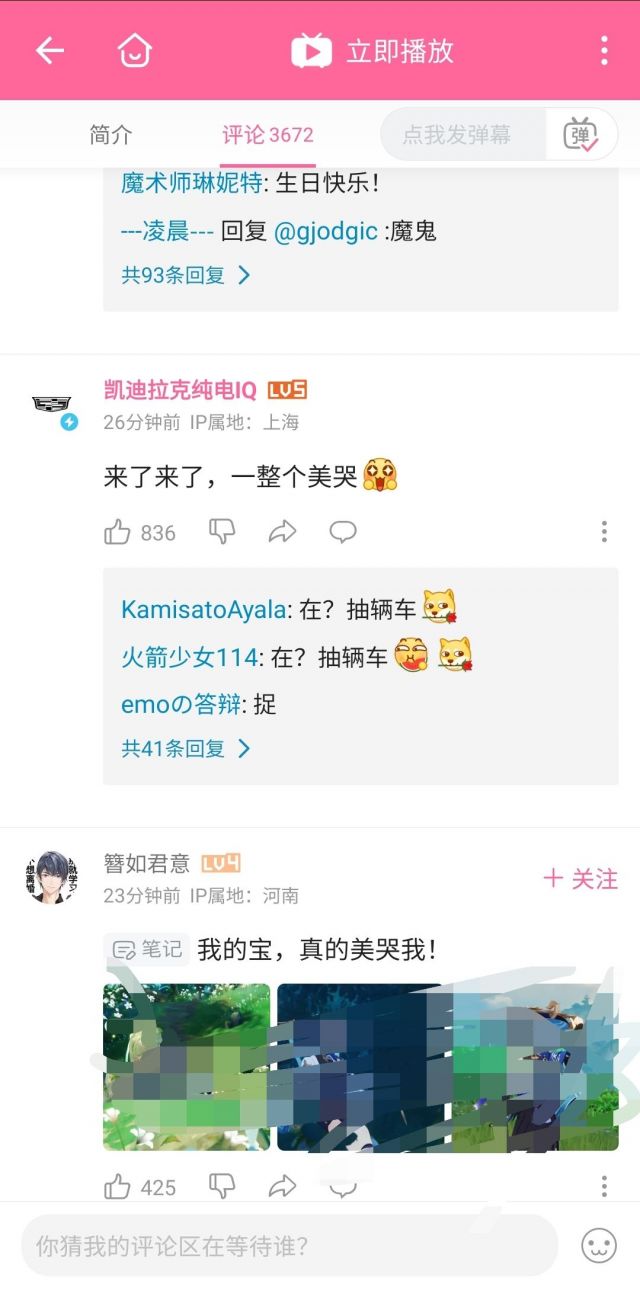 立即播放
简介
评论 3672
点我发弹幕
弹
魔术师琳妮特: 生日快乐！
---凌晨--- 回复 @gjodgic :魔鬼
共93条回复
凯迪拉克纯电IQ LV5
26分钟前 IP属地：上海
来了来了，一整个美哭
836
KamisatoAyala: 在？抽辆车
火箭少女114: 在？抽辆车
emoの答辩: 捉
共41条回复
簪如君意 LV4
+ 关注
23分钟前 IP属地：河南
笔记 我的宝，真的美哭我！
425
你猜我的评论区在等待谁？